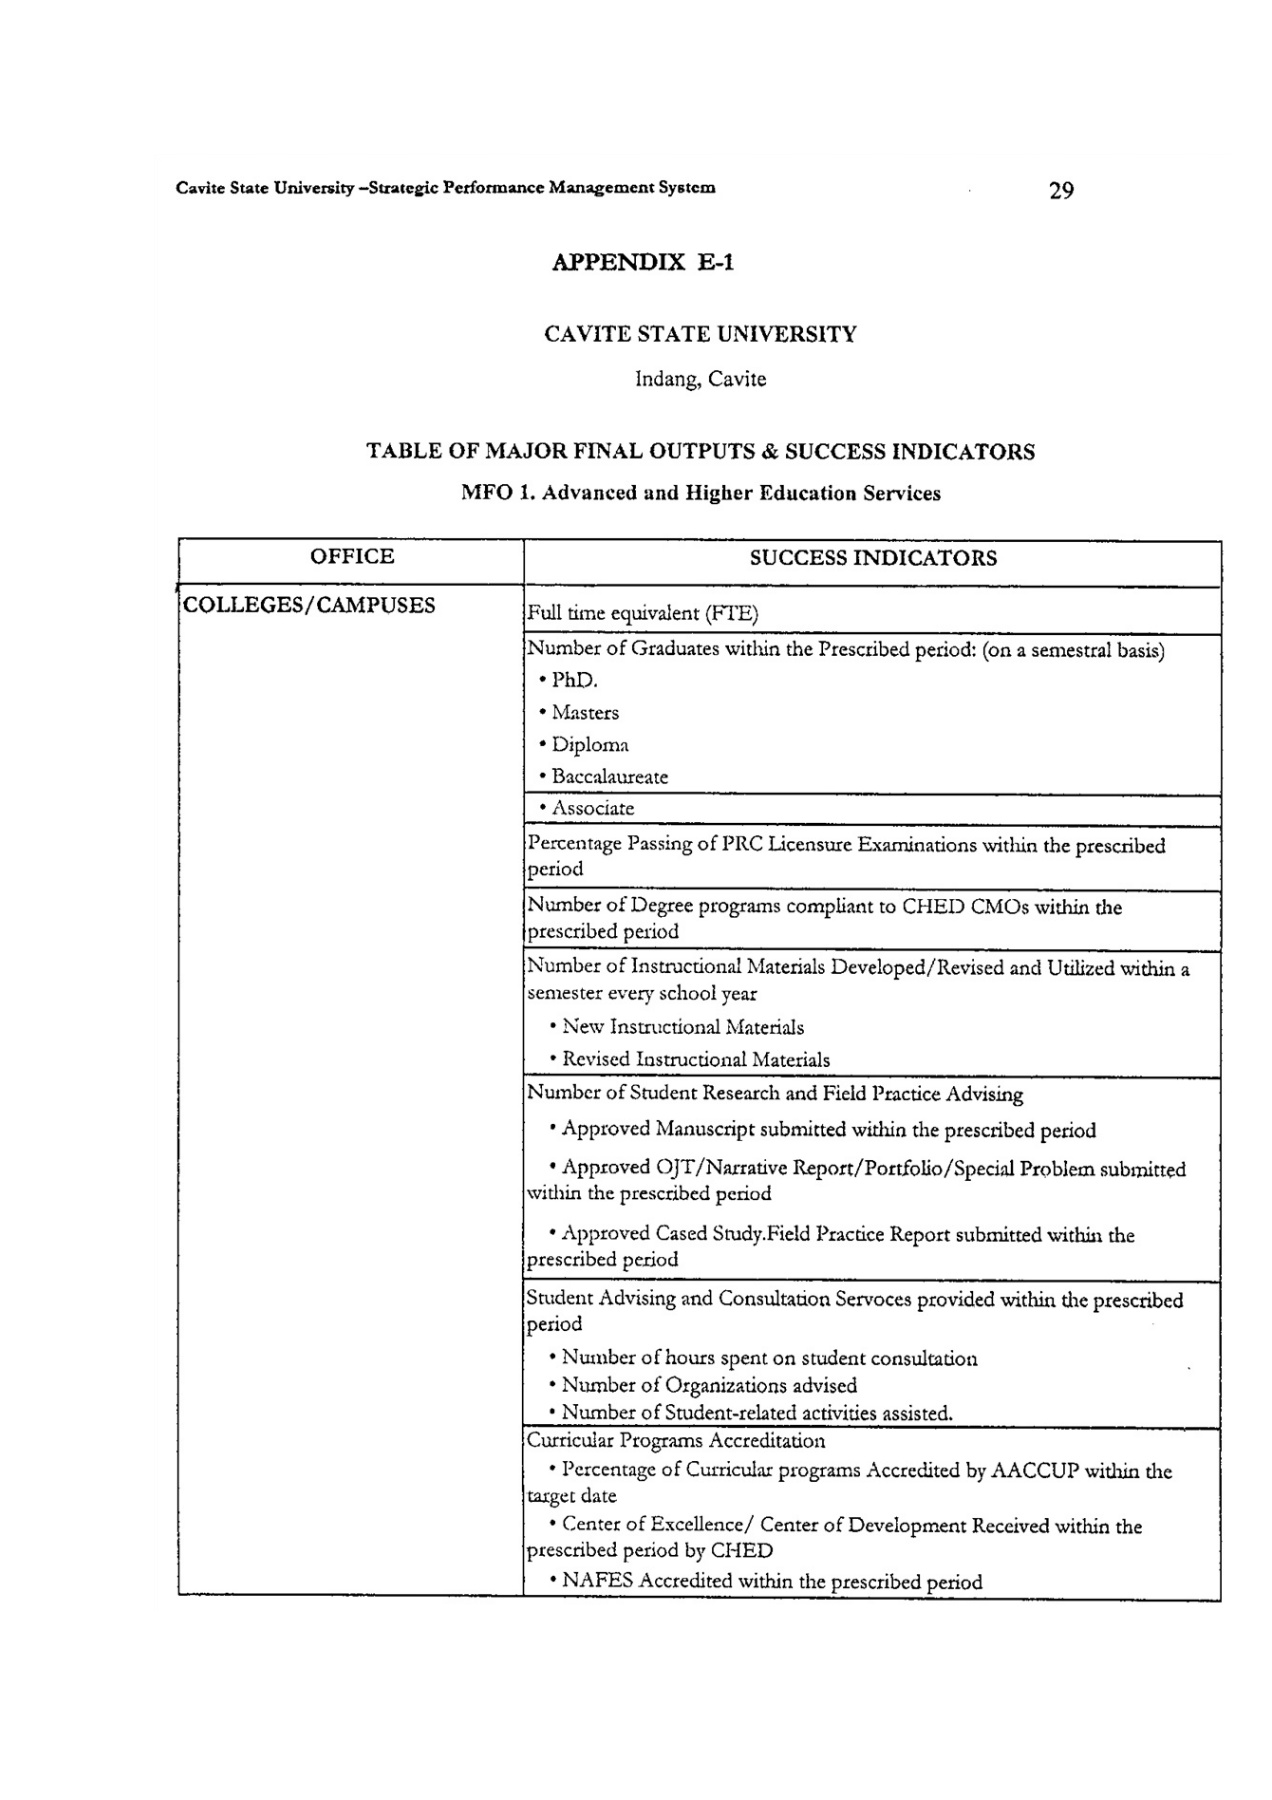 Cavite State University –Strategic Performance Management System
29
APPENDIX E-1
CAVITE STATE UNIVERSITY
Indang, Cavite
TABLE OF MAJOR FINAL OUTPUTS & SUCCESS INDICATORS
MFO 1. Advanced and Higher Education Services
OFFICE
SUCCESS INDICATORS
COLLEGES/CAMPUSES
Full time equivalent (FTE)
Number of Graduates within the Prescribed period: (on a semestral basis)
• PhD.
• Masters
• Diploma
• Baccalaureate
• Associate
Percentage Passing of PRC Licensure Examinations within the prescribed
period
Number of Degree programs compliant to CHED CMOs within the
prescribed period
Number of Instructional Materials Developed/Revised and Utilized within a
semester every school year
• New Instructional Materials
• Revised Instructional Materials
Number of Student Research and Field Practice Advising
• Approved Manuscript submitted within the prescribed period
• Approved OJT/Narrative Report/Portfolio/Special Problem submitted
within the prescribed period
• Approved Cased Study.Field Practice Report submitted within the
prescribed period
Student Advising and Consultation Servoces provided within the prescribed
period
• Number of hours spent on student consultation
• Number of Organizations advised
• Number of Student-related activities assisted.
Curricular Programs Accreditation
• Percentage of Curricular programs Accredited by AACCUP within the
target date
• Center of Excellence/ Center of Development Received within the
prescribed period by CHED
• NAFES Accredited within the prescribed period